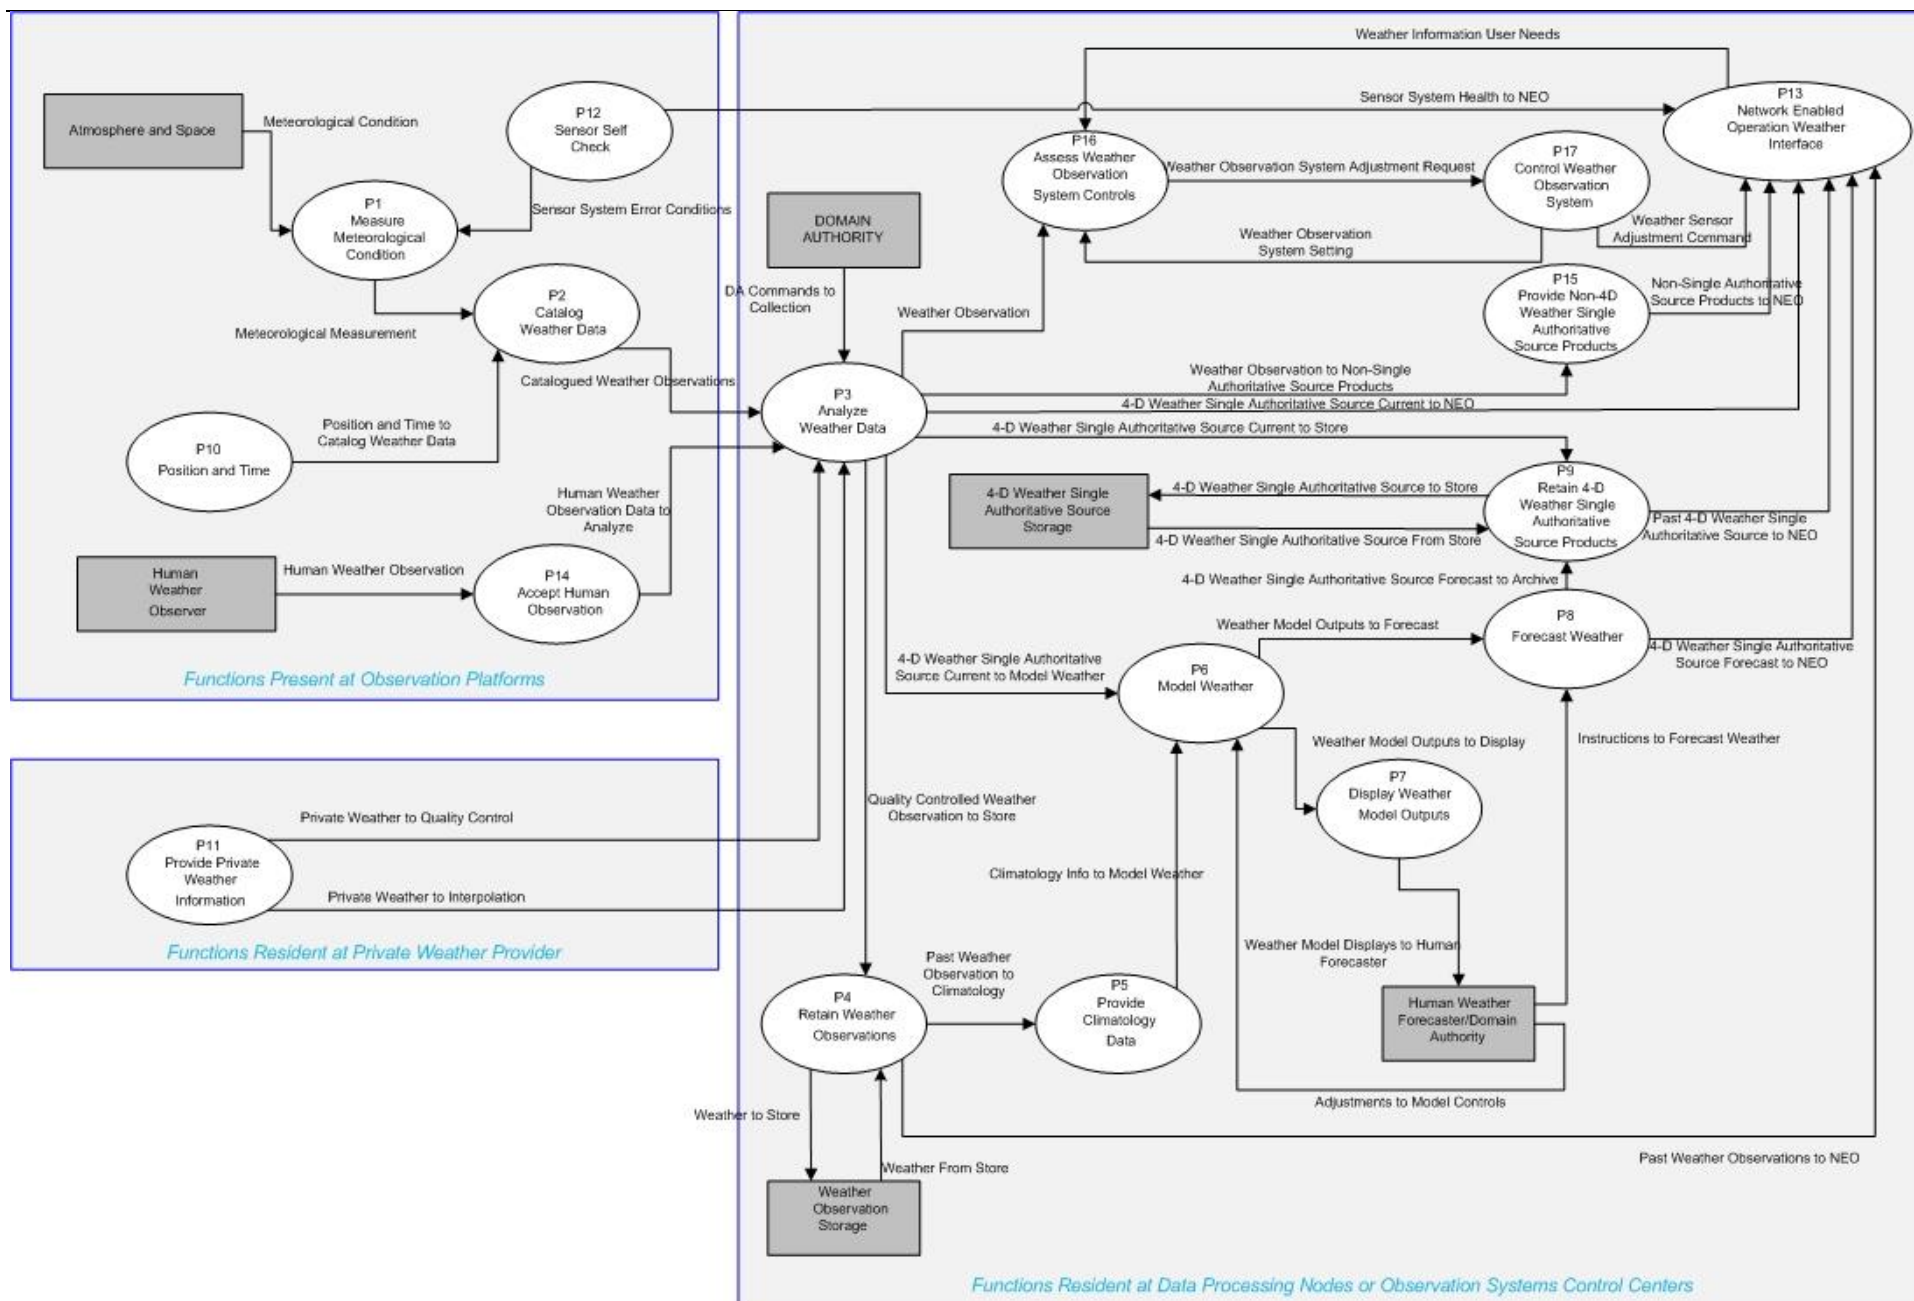 Weather Information User Needs
Atmosphere and Space
Meteorological Condition
P12
Sensor Self
Check
Sensor System Health to NEO
P13
Network Enabled
Operation Weather
Interface
P1
Measure
Meteorological
Condition
Sensor System Error Conditions
P16
Assess Weather
Observation
System Controls
Weather Observation System Adjustment Request
P17
Control Weather
Observation
System
Weather Sensor
Adjustment Command
Weather Observation
System Setting
DOMAIN
AUTHORITY
DA Commands to
Collection
Weather Observation
P2
Catalog
Weather Data
Meteorological Measurement
Catalogued Weather Observations
P15
Provide Non-4D
Weather Single
Authoritative
Source Products
Non-Single Authoritative
Source Products to NEO
P3
Analyze
Weather Data
Weather Observation to Non-Single
Authoritative Source Products
4-D Weather Single Authoritative Source Current to NEO
4-D Weather Single Authoritative Source Current to Store
P10
Position and Time
Position and Time to
Catalog Weather Data
Human Weather
Observation Data to
Analyze
4-D Weather Single
Authoritative Source
Storage
4-D Weather Single Authoritative Source to Store
4-D Weather Single Authoritative Source From Store
P9
Retain 4-D
Weather Single
Authoritative
Source Products
Past 4-D Weather Single
Authoritative Source to NEO
Human
Weather
Observer
Human Weather Observation
P14
Accept Human
Observation
4-D Weather Single Authoritative Source Forecast to Archive
Weather Model Outputs to Forecast
P8
Forecast Weather
4-D Weather Single Authoritative
Source Forecast to NEO
Functions Present at Observation Platforms
4-D Weather Single Authoritative
Source Current to Model Weather
P6
Model Weather
Weather Model Outputs to Display
Instructions to Forecast Weather
P7
Display Weather
Model Outputs
Private Weather to Quality Control
Quality Controlled Weather
Observation to Store
P11
Provide Private
Weather
Information
Private Weather to Interpolation
Functions Resident at Private Weather Provider
Climatology Info to Model Weather
Weather Model Displays to Human
Forecaster
P4
Retain Weather
Observations
Past Weather
Observation to
Climatology
P5
Provide
Climatology
Data
Human Weather
Forecaster/Domain
Authority
Adjustments to Model Controls
Weather to Store
Weather From Store
Past Weather Observations to NEO
Weather
Observation
Storage
Functions Resident at Data Processing Nodes or Observation Systems Control Centers